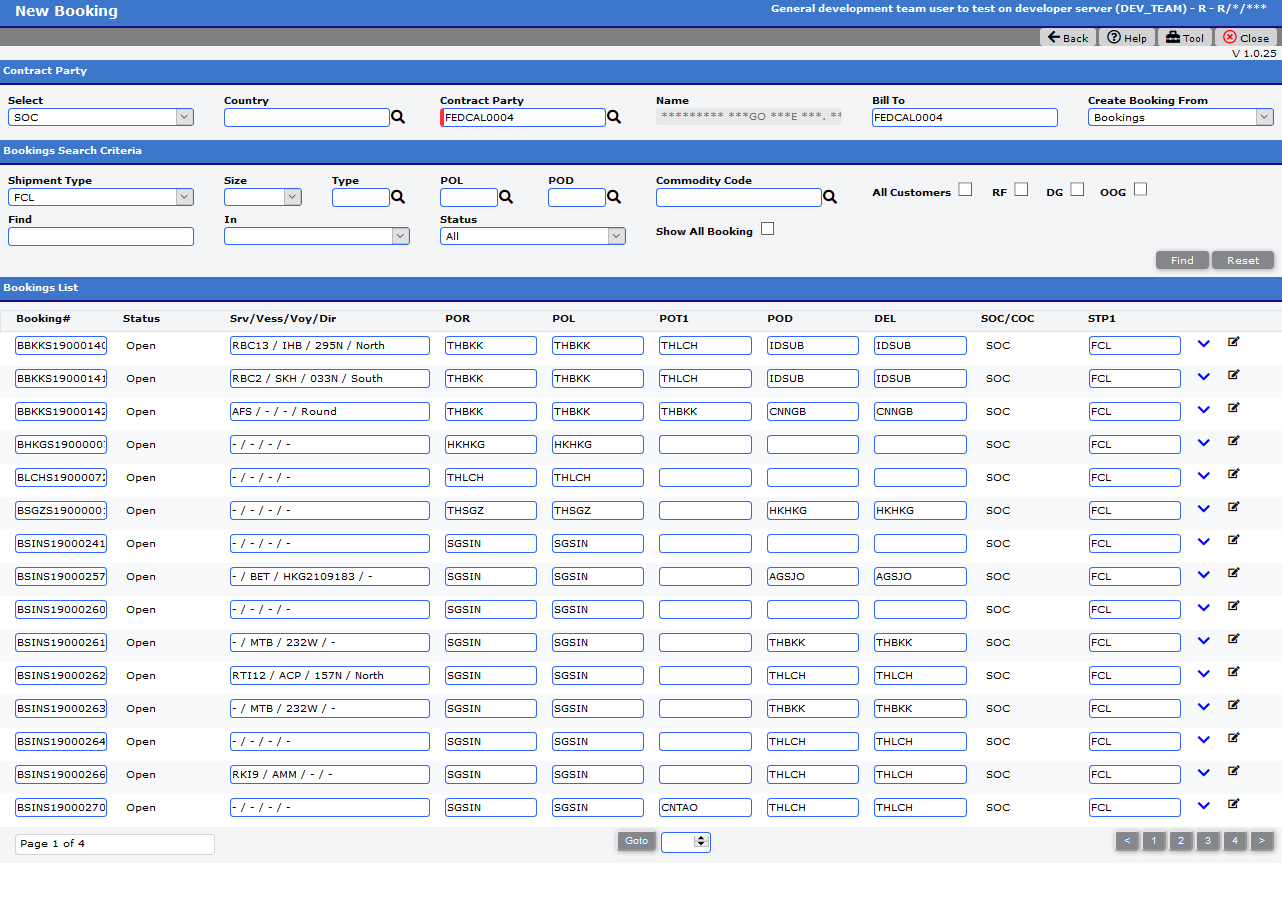 New Booking
General development team user to test on developer server (DEV_TEAM) - R - R/*/***
Back Help Tool Close
V 1.0.25
Contract Party
Select Country Contract Party Name Bill To Create Booking From
SOC FEDCAL0004 ********* ***GO ***E ***. ** FEDCAL0004 Bookings
Bookings Search Criteria
Shipment Type Size Type POL POD Commodity Code
FCL All Customers RF DG OOG
Find In Status
All Show All Booking
Find Reset
Bookings List
Booking# Status Srv/Vess/Voy/Dir POR POL POT1 POD DEL SOC/COC STP1
BBKKS1900014 Open RBC13 / IHB / 295N / North THBKK THBKK THLCH IDSUB IDSUB SOC FCL
BBKKS19000141 Open RBC2 / SKH / 033N / South THBKK THBKK THLCH IDSUB IDSUB SOC FCL
BBKKS19000142 Open AFS / - / - / Round THBKK THBKK THBKK CNNGB CNNGB SOC FCL
BHKGS1900000 Open - / - / - / - HKHKG HKHKG SOC FCL
BLCHS19000072 Open - / - / - / - THLCH THLCH SOC FCL
BSGZS1900000 Open - / - / - / - THSGZ THSGZ HKHKG HKHKG SOC FCL
BSINS19000241 Open - / - / - / - SGSIN SGSIN SOC FCL
BSINS19000257 Open - / BET / HKG2109183 / - SGSIN SGSIN AGSJO AGSJO SOC FCL
BSINS19000260 Open - / - / - / - SGSIN SGSIN SOC FCL
BSINS19000261 Open - / MTB / 232W / - SGSIN SGSIN THBKK THBKK SOC FCL
BSINS19000262 Open RTI12 / ACP / 157N / North SGSIN SGSIN THLCH THLCH SOC FCL
BSINS19000263 Open - / MTB / 232W / - SGSIN SGSIN THBKK THBKK SOC FCL
BSINS19000264 Open - / - / - / - SGSIN SGSIN THLCH THLCH SOC FCL
BSINS19000266 Open RKI9 / AMM / - / - SGSIN SGSIN THLCH THLCH SOC FCL
BSINS19000270 Open - / - / - / - SGSIN SGSIN CNTAO THLCH THLCH SOC FCL
Page 1 of 4 Goto < 1 2 3 4 >